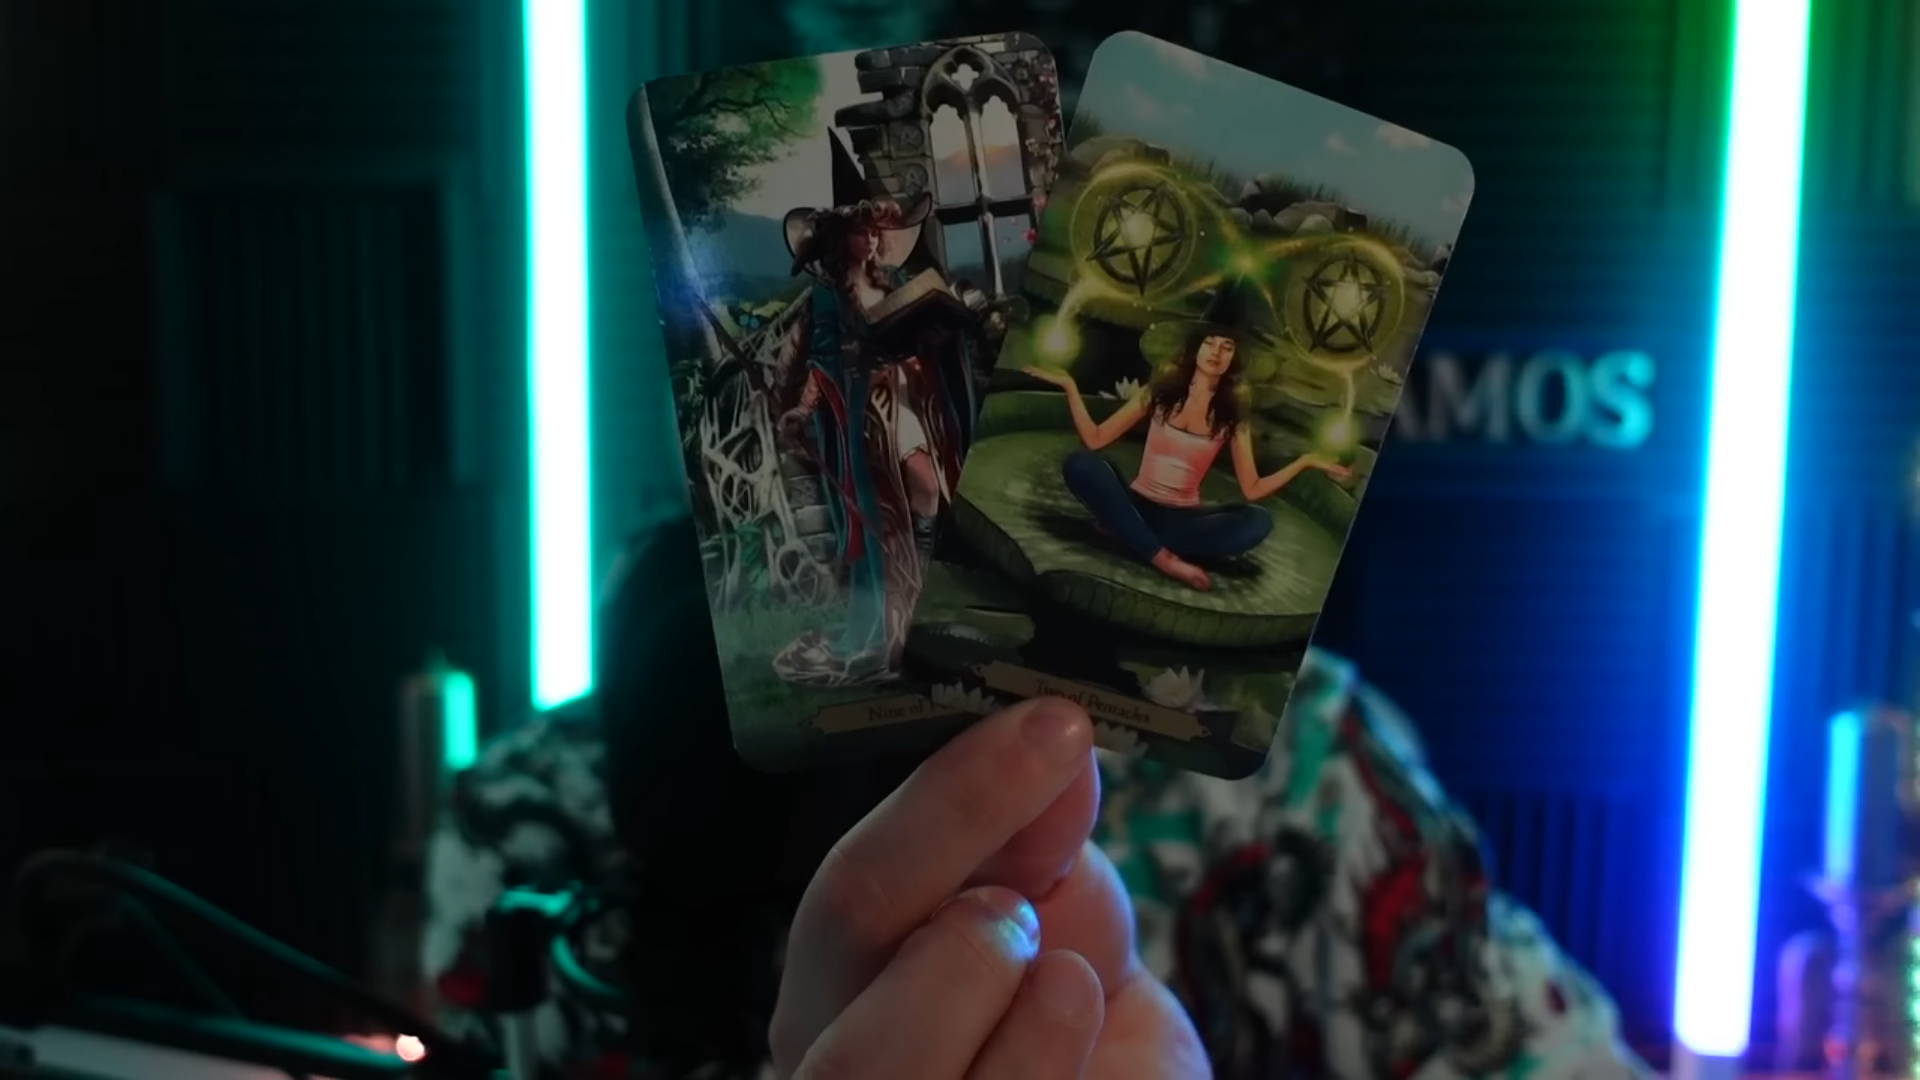 AMOS
Nine of
Two of Pentacles